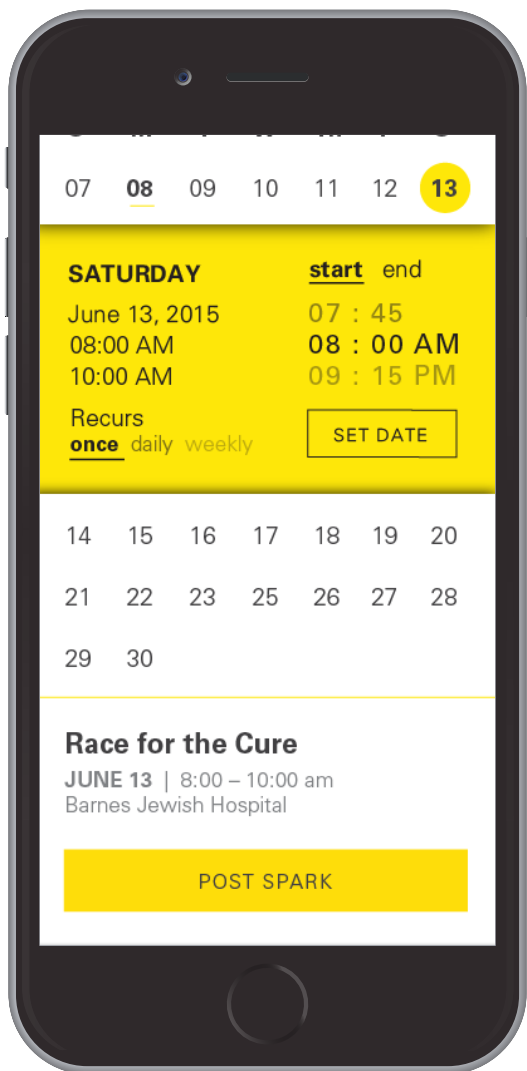 07 08 09 10 11 12 13
SATURDAY
June 13, 2015
08:00 AM
10:00 AM
Recurs
once daily weekly
start end
07 : 45
08 : 00 AM
09 : 15 PM
SET DATE
14 15 16 17 18 19 20
21 22 23 25 26 27 28
29 30
Race for the Cure
JUNE 13 | 8:00 – 10:00 am
Barnes Jewish Hospital
POST SPARK